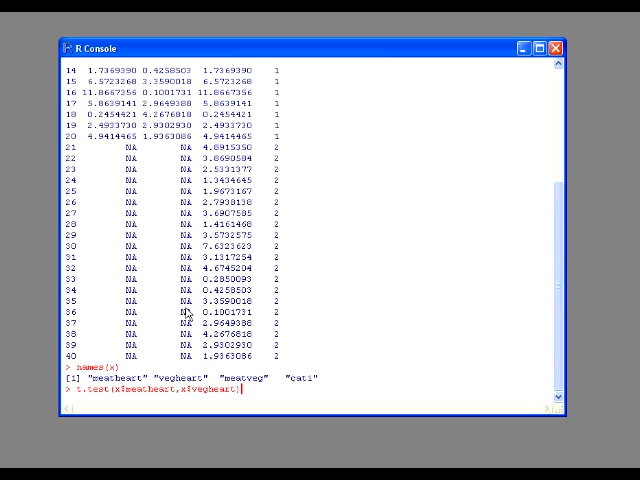 R Console
14 1.7369390 0.4258503 1.7369390 1
15 6.5723268 3.3590018 6.5723268 1
16 11.8667356 0.1001731 11.8667356 1
17 5.8639141 2.9649388 5.8639141 1
18 0.2454421 4.2676818 0.2454421 1
19 2.4933730 2.9302930 2.4933730 1
20 4.9414465 1.9363086 4.9414465 1
21 NA NA 4.8915350 2
22 NA NA 3.8690584 2
23 NA NA 2.5331377 2
24 NA NA 1.3434645 2
25 NA NA 1.9673167 2
26 NA NA 2.7938138 2
27 NA NA 3.6907585 2
28 NA NA 1.4161468 2
29 NA NA 3.5732575 2
30 NA NA 7.6323623 2
31 NA NA 3.1317254 2
32 NA NA 4.6745204 2
33 NA NA 0.2850093 2
34 NA NA 0.4258503 2
35 NA NA 3.3590018 2
36 NA NA 0.1001731 2
37 NA NA 2.9649388 2
38 NA NA 4.2676818 2
39 NA NA 2.9302930 2
40 NA NA 1.9363086 2
> names(x)
[1] "meatheart" "vegheart" "meatveg" "cati"
> t.test(x$meatheart,x$vegheart)